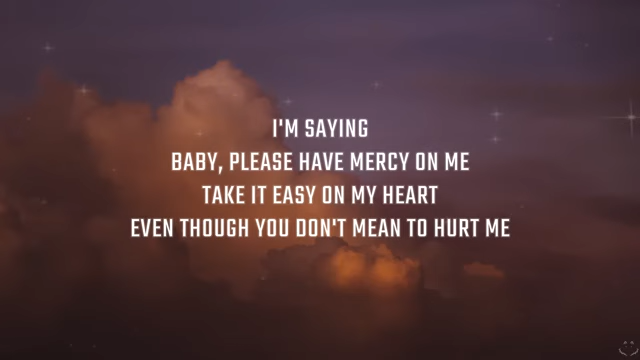 I'M SAYING
BABY, PLEASE HAVE MERCY ON ME
TAKE IT EASY ON MY HEART
EVEN THOUGH YOU DON'T MEAN TO HURT ME